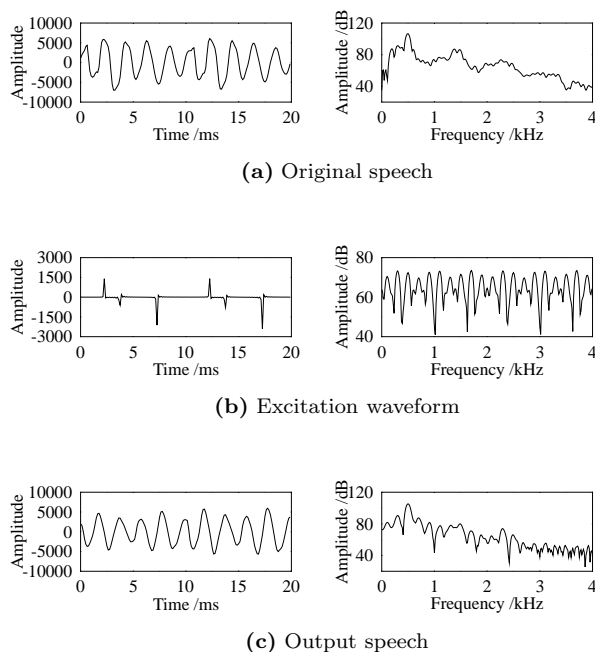 10000
5000
0
-5000
-10000
Amplitude
0 5 10 15 20
Time /ms
120
80
40
Amplitude /dB
0 1 2 3 4
Frequency /kHz
(a) Original speech
3000
1500
0
-1500
-3000
Amplitude
0 5 10 15 20
Time /ms
80
60
40
Amplitude /dB
0 1 2 3 4
Frequency /kHz
(b) Excitation waveform
10000
5000
0
-5000
-10000
Amplitude
0 5 10 15 20
Time /ms
120
80
40
Amplitude /dB
0 1 2 3 4
Frequency /kHz
(c) Output speech